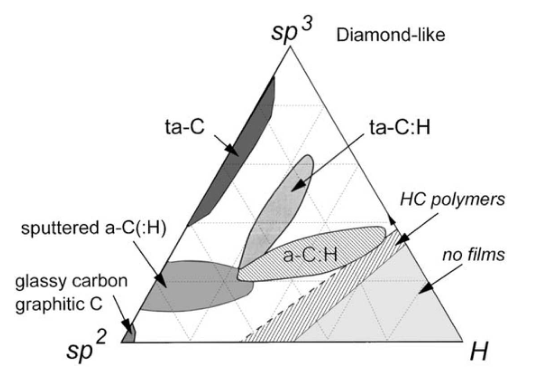 sp³
Diamond-like
ta-C
ta-C:H
HC polymers
sputtered a-C(:H)
a-C:H
no films
glassy carbon
graphitic C
sp²
H